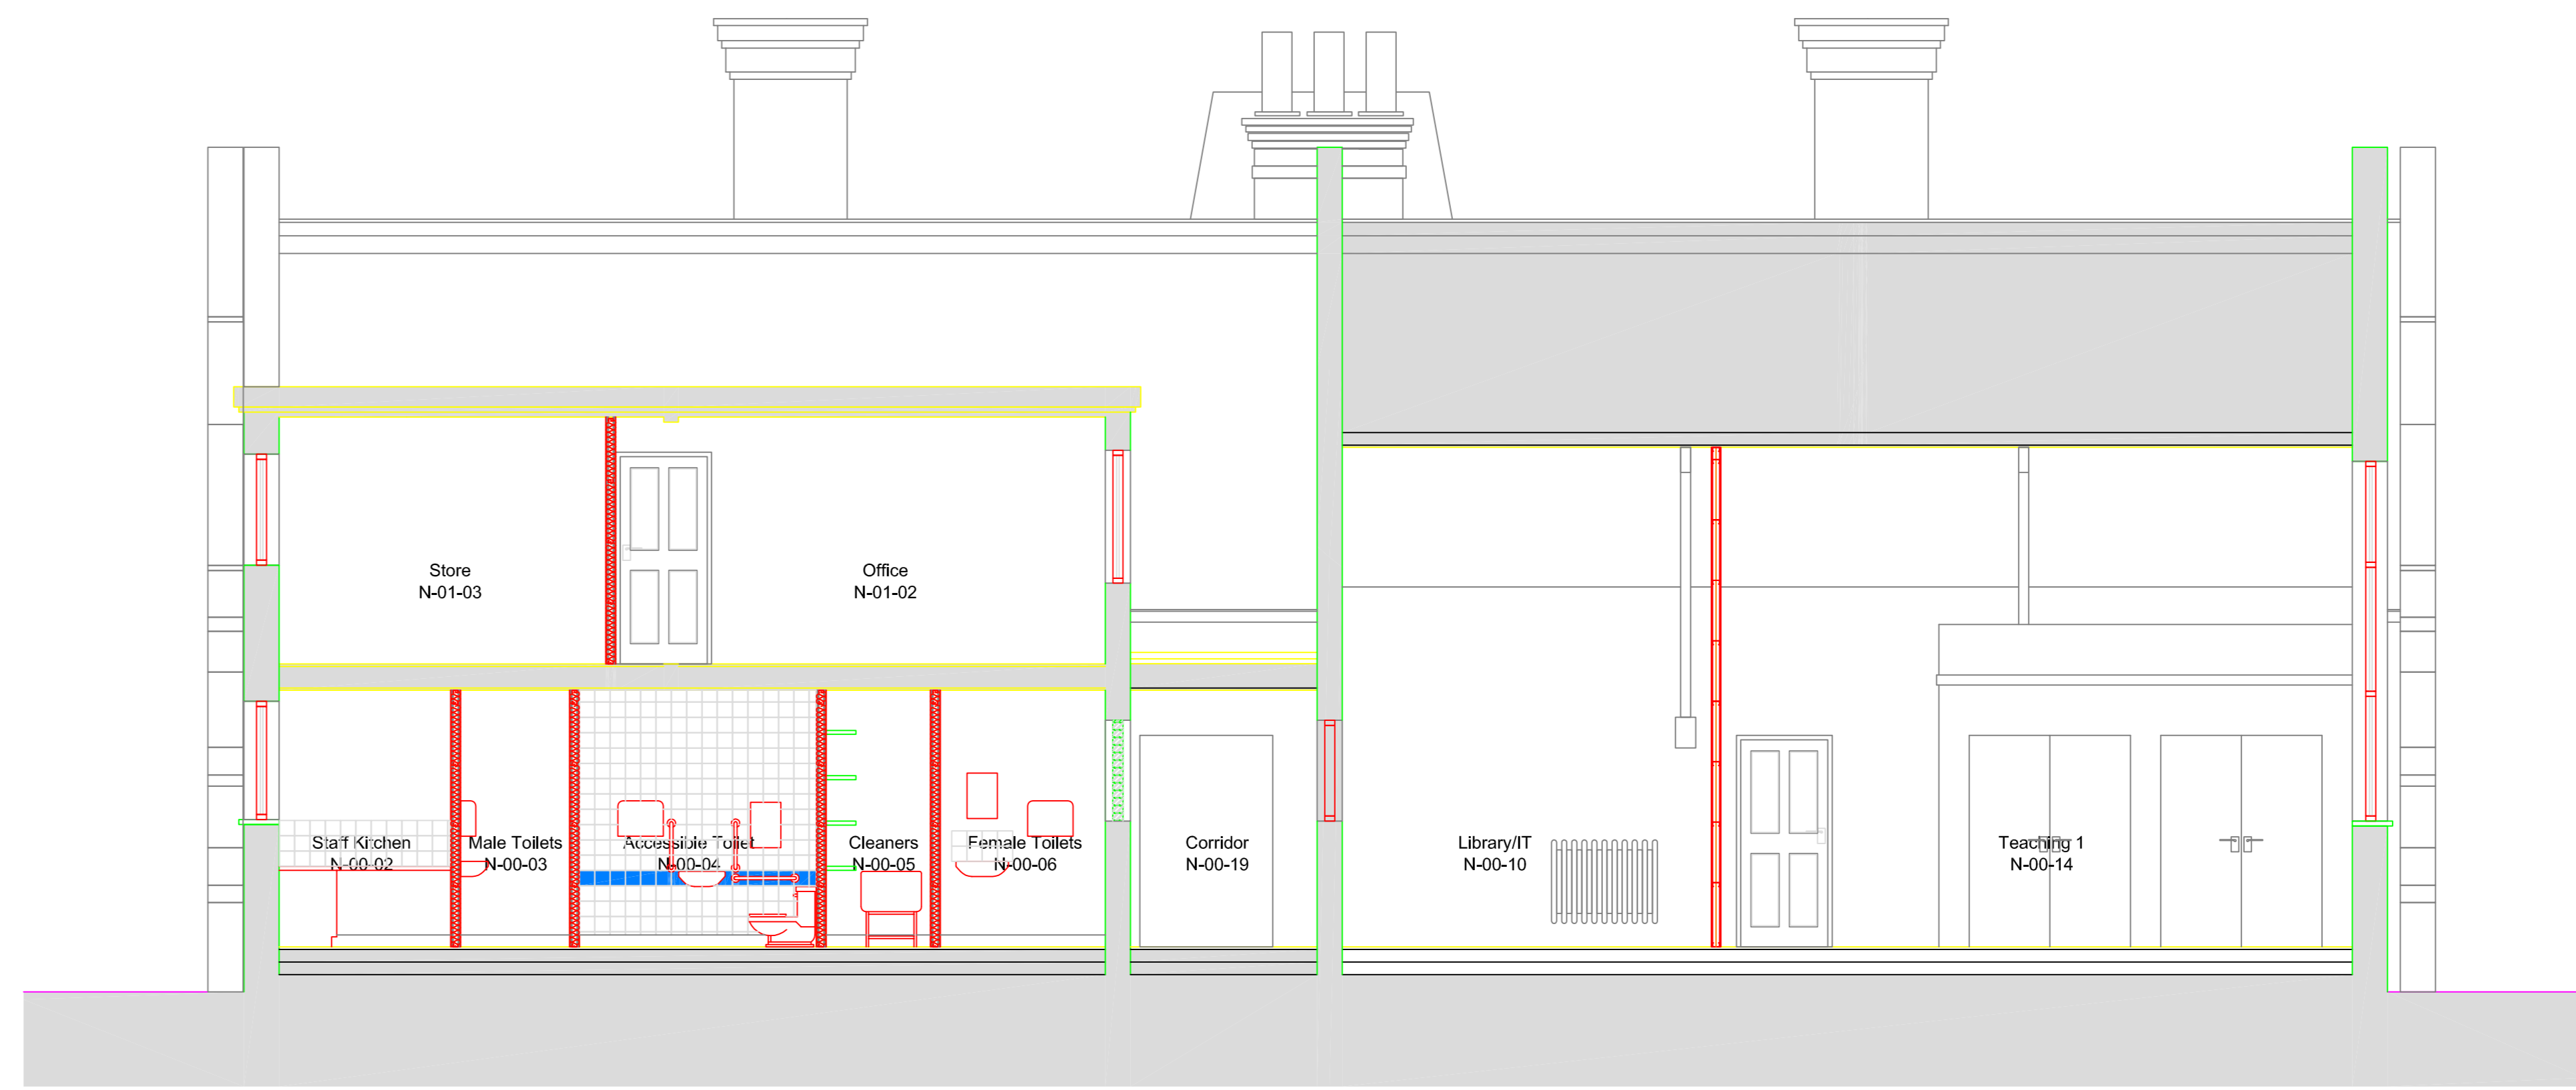 Store
N-01-03
Office
N-01-02
Staff Kitchen
N-00-02
Male Toilets
N-00-03
Accessible Toilet
N-00-04
Cleaners
N-00-05
Female Toilets
N-00-06
Corridor
N-00-19
Library/IT
N-00-10
Teaching 1
N-00-14